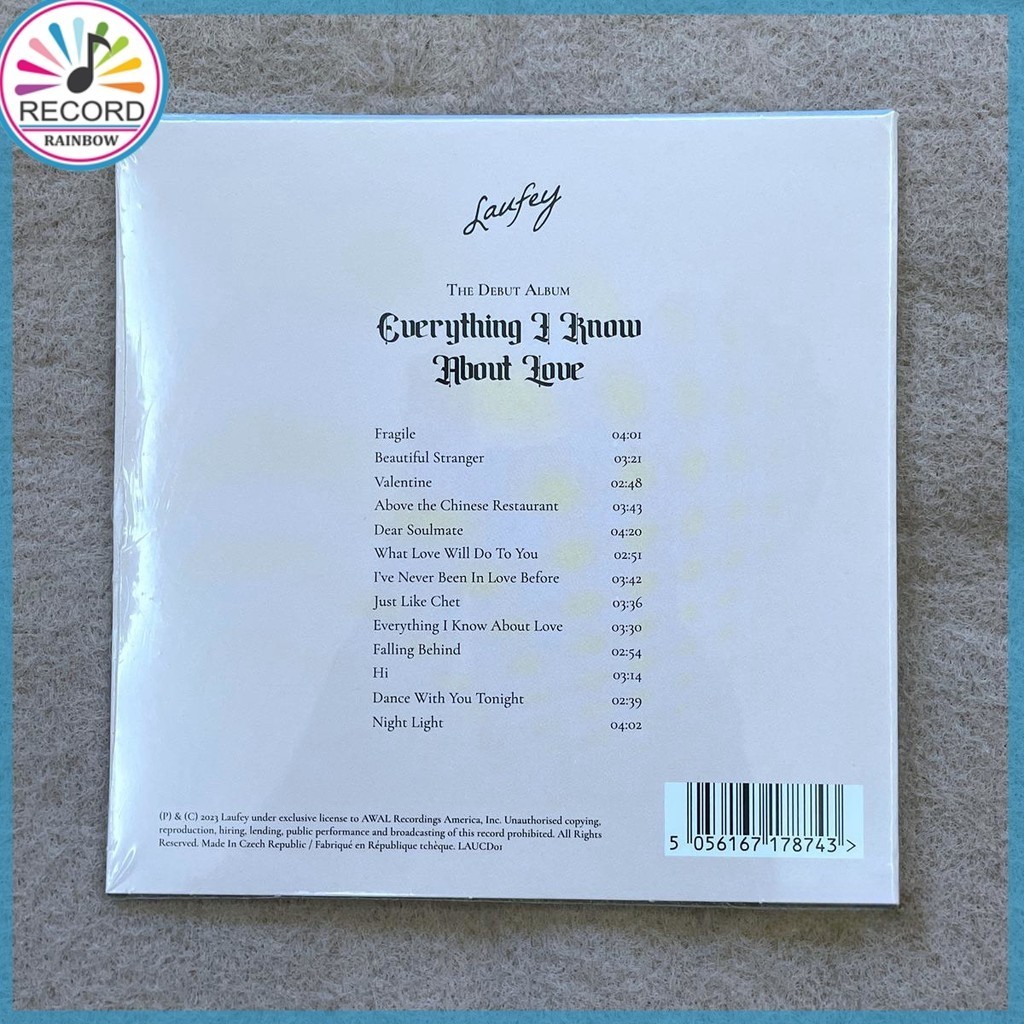 RECORD
RAINBOW
Laufey
The Debut Album
Everything I Know
About Love
Fragile 04:01
Beautiful Stranger 03:21
Valentine 02:48
Above the Chinese Restaurant 03:43
Dear Soulmate 04:20
What Love Will Do To You 02:51
I've Never Been In Love Before 03:42
Just Like Chet 03:36
Everything I Know About Love 03:30
Falling Behind 02:54
Hi 03:14
Dance With You Tonight 02:39
Night Light 04:02
(P) & (C) 2023 Laufey under exclusive license to AWAL Recordings America, Inc. Unauthorised copying,
reproduction, hiring, lending, public performance and broadcasting of this record prohibited. All Rights
Reserved. Made In Czech Republic / Fabriqué en République tchèque. LAUCD01
5 056167 178743 >